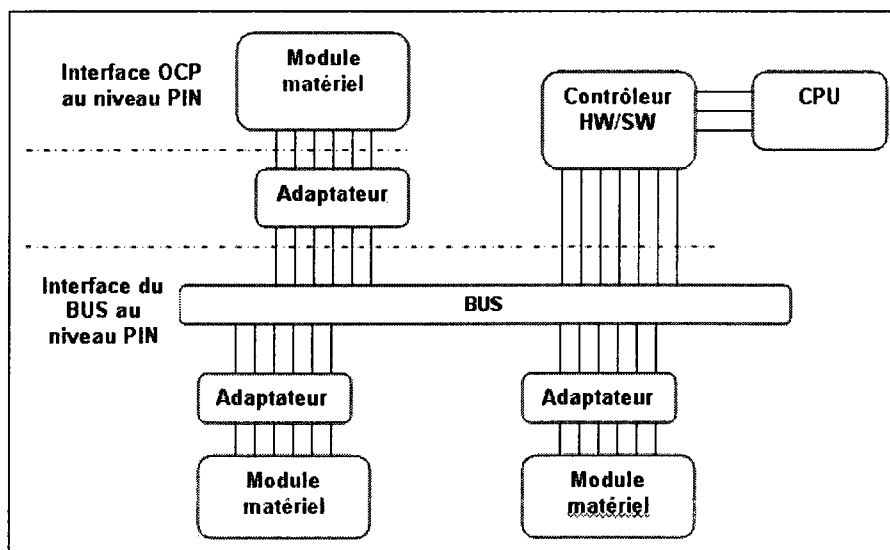 Interface OCP
au niveau PIN
Module
matériel
Contrôleur
HW/SW
CPU
Adaptateur
Interface du
BUS au
niveau PIN
BUS
Adaptateur
Adaptateur
Module
matériel
Module
matériel